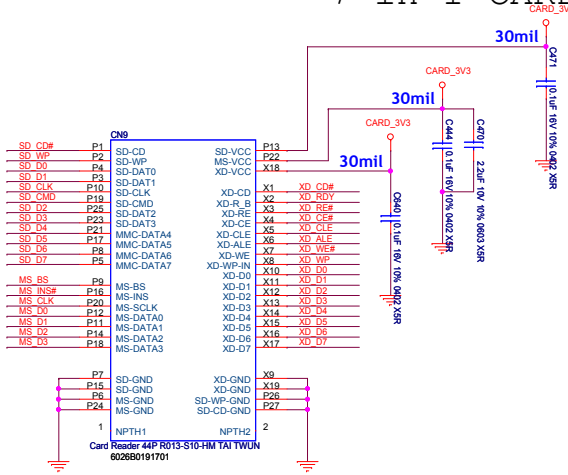 CARD_3V3
30mil
C471
0.1uF 16V 10% 0402 X5R
CARD_3V3
30mil
C444
0.1uF 16V 10% 0402 X5R
C470
2.2uF 10V 10% 0603 X5R
CARD_3V3
30mil
C640
0.1uF 16V 10% 0402 X5R
CN9
SD_CD# P1 SD-CD SD-VCC P13
SD_WP P2 SD-WP MS-VCC P22
SD_D0 P4 SD-DAT0 XD-VCC X18
SD_D1 P3 SD-DAT1
SD_CLK P10 SD-CLK XD-CD X1 XD_CD#
SD_CMD P19 SD-CMD XD-R_B X2 XD_RDY
SD_D2 P25 SD-DAT2 XD-RE X3 XD_RE#
SD_D3 P23 SD-DAT3 XD-CE X4 XD_CE#
SD_D4 P21 MMC-DATA4 XD-CLE X5 XD_CLE
SD_D5 P17 MMC-DATA5 XD-ALE X6 XD_ALE
SD_D6 P8 MMC-DATA6 XD-WE X7 XD_WE#
SD_D7 P5 MMC-DATA7 XD-WP-IN X8 XD_WP
XD-D0 X10 XD_D0
MS_BS P9 MS-BS XD-D1 X11 XD_D1
MS_INS# P16 MS-INS XD-D2 X12 XD_D2
MS_CLK P20 MS-SCLK XD-D3 X13 XD_D3
MS_D0 P12 MS-DATA0 XD-D4 X14 XD_D4
MS_D1 P11 MS-DATA1 XD-D5 X15 XD_D5
MS_D2 P14 MS-DATA2 XD-D6 X16 XD_D6
MS_D3 P18 MS-DATA3 XD-D7 X17 XD_D7
P7 SD-GND XD-GND X9
P15 SD-GND XD-GND X19
P6 MS-GND SD-WP-GND P26
P24 MS-GND SD-CD-GND P27
1 NPTH1 NPTH2 2
Card Reader 44P R013-S10-HM TAI TWUN
6026B0191701